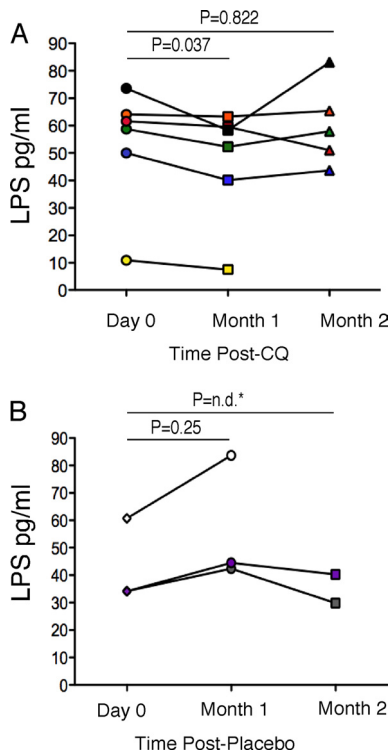 A
P=0.822
P=0.037
90
80
70
60
50
40
30
20
10
0
LPS pg/ml
Day 0 Month 1 Month 2
Time Post-CQ
B
P=n.d.*
P=0.25
90
80
70
60
50
40
30
20
10
0
LPS pg/ml
Day 0 Month 1 Month 2
Time Post-Placebo